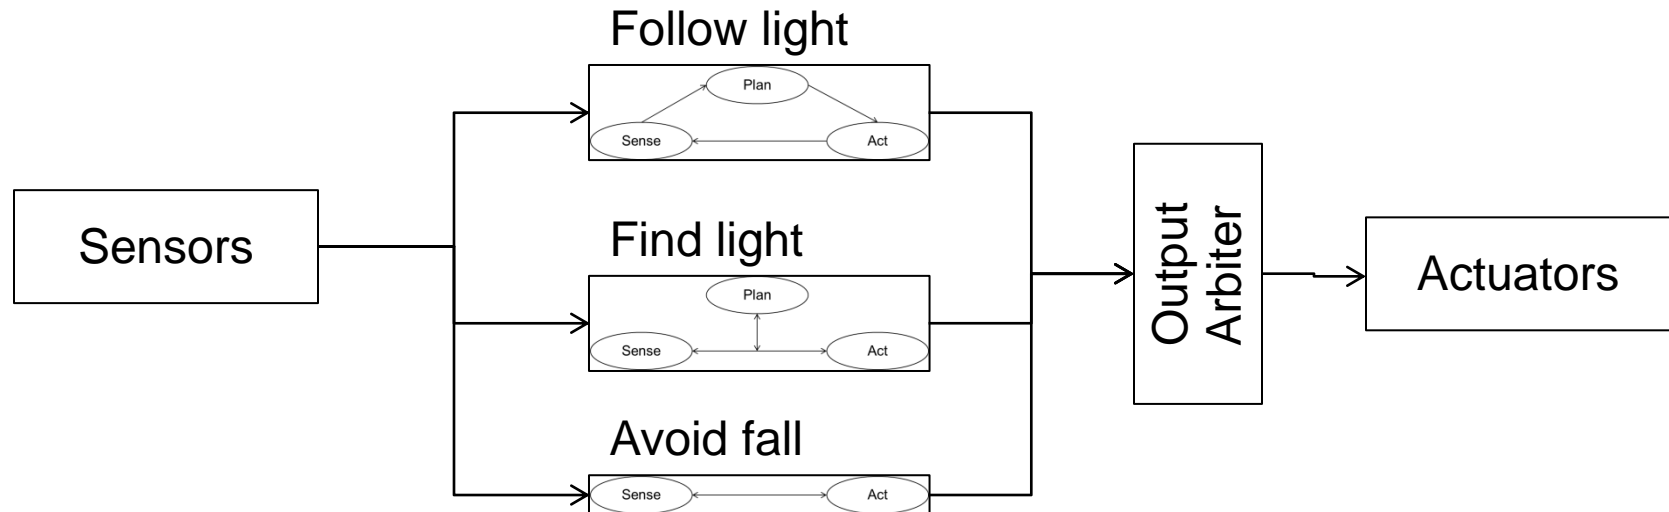 Follow light
Plan
Sense
Act
Sensors
Find light
Plan
Sense
Act
Avoid fall
Sense
Act
Output
Arbiter
Actuators